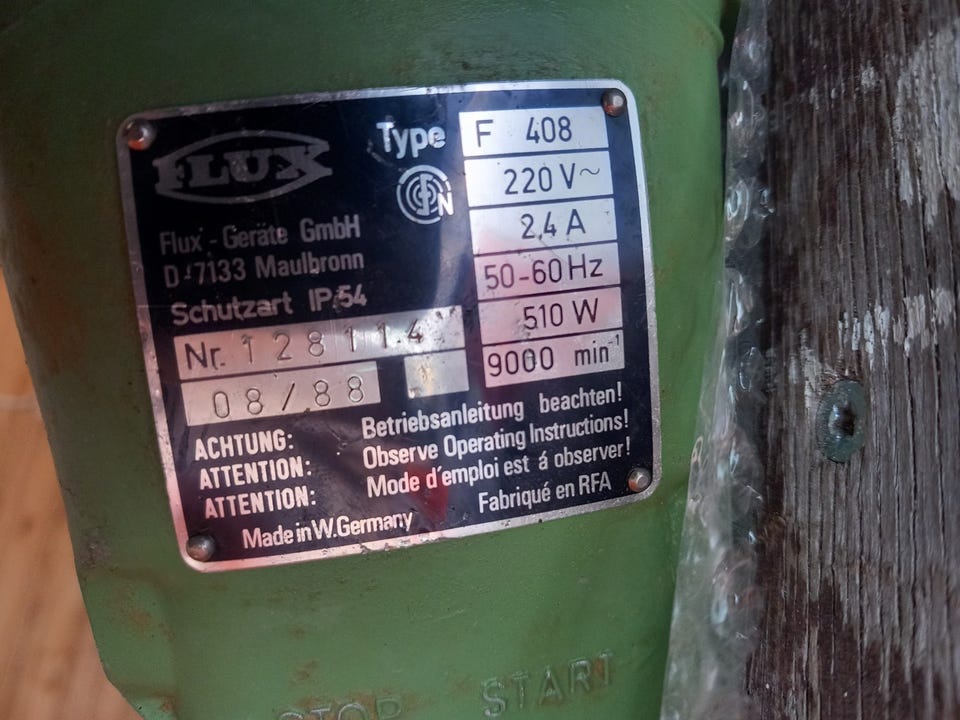 FLUX
Type F 408
220 V~
2,4 A
50-60 Hz
510 W
9000 min⁻¹
N
Flux - Geräte GmbH
D-7133 Maulbronn
Schutzart IP 54
Nr. 128114
08/88
ACHTUNG: Betriebsanleitung beachten!
ATTENTION: Observe Operating Instructions!
ATTENTION: Mode d'emploi est á observer!
Made in W.Germany Fabriqué en RFA
STOP START